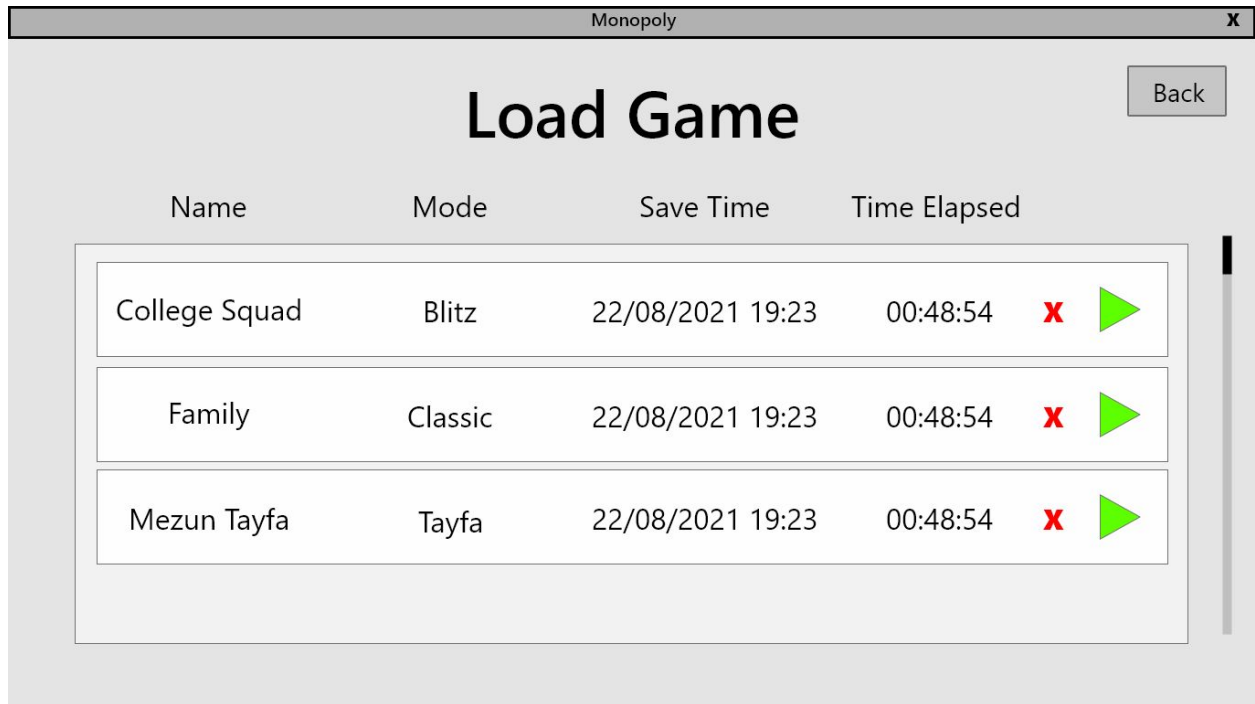 Monopoly X
Back
Load Game
Name Mode Save Time Time Elapsed
College Squad Blitz 22/08/2021 19:23 00:48:54 X
Family Classic 22/08/2021 19:23 00:48:54 X
Mezun Tayfa Tayfa 22/08/2021 19:23 00:48:54 X